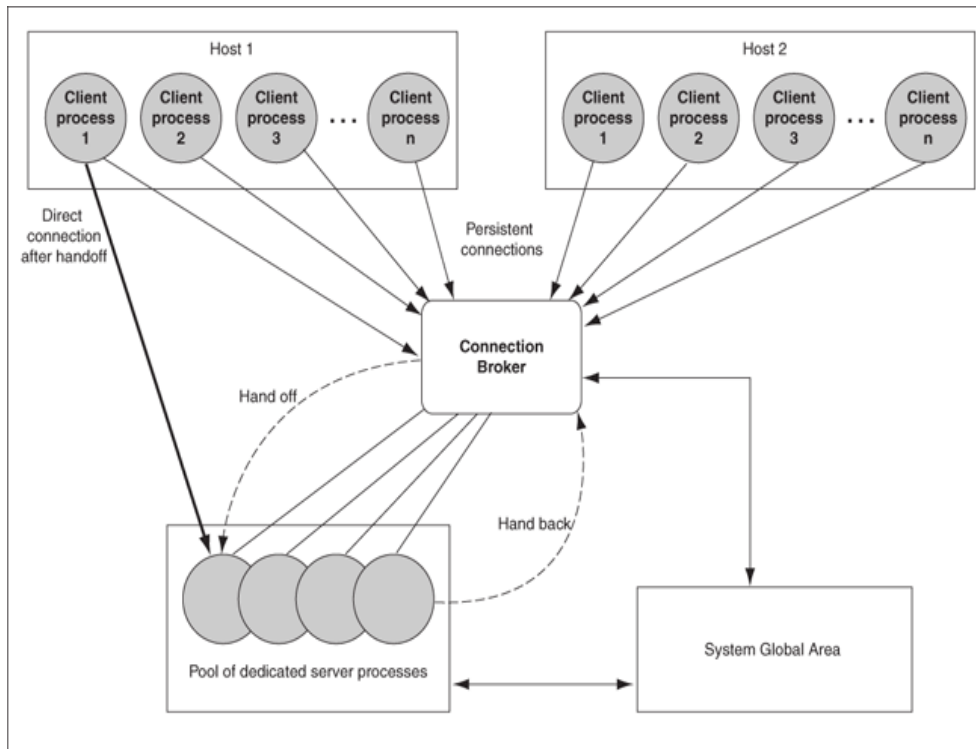 Host 1
Client
process
1
Client
process
2
Client
process
3
...
Client
process
n
Host 2
Client
process
1
Client
process
2
Client
process
3
...
Client
process
n
Direct
connection
after handoff
Persistent
connections
Connection
Broker
Hand off
Hand back
Pool of dedicated server processes
System Global Area